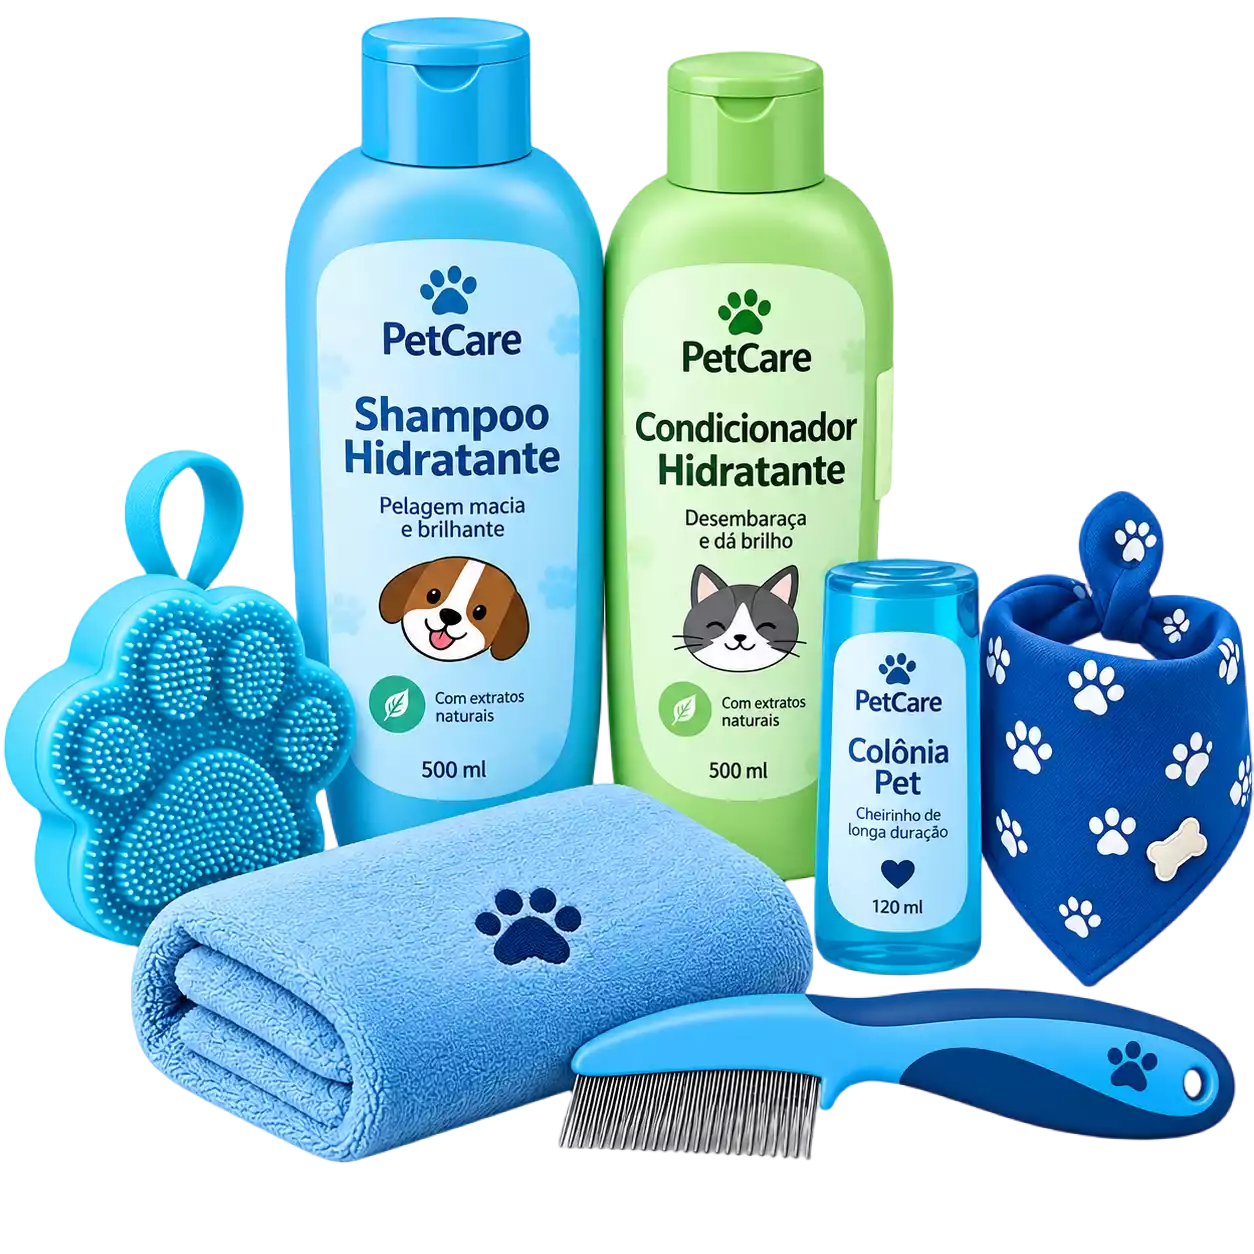 PetCare
Shampoo
Hidratante
Pelagem macia
e brilhante
Com extratos
naturais
500 ml
PetCare
Condicionador
Hidratante
Desembaraça
e dá brilho
Com extratos
naturais
500 ml
PetCare
Colônia
Pet
Cheirinho de
longa duração
120 ml